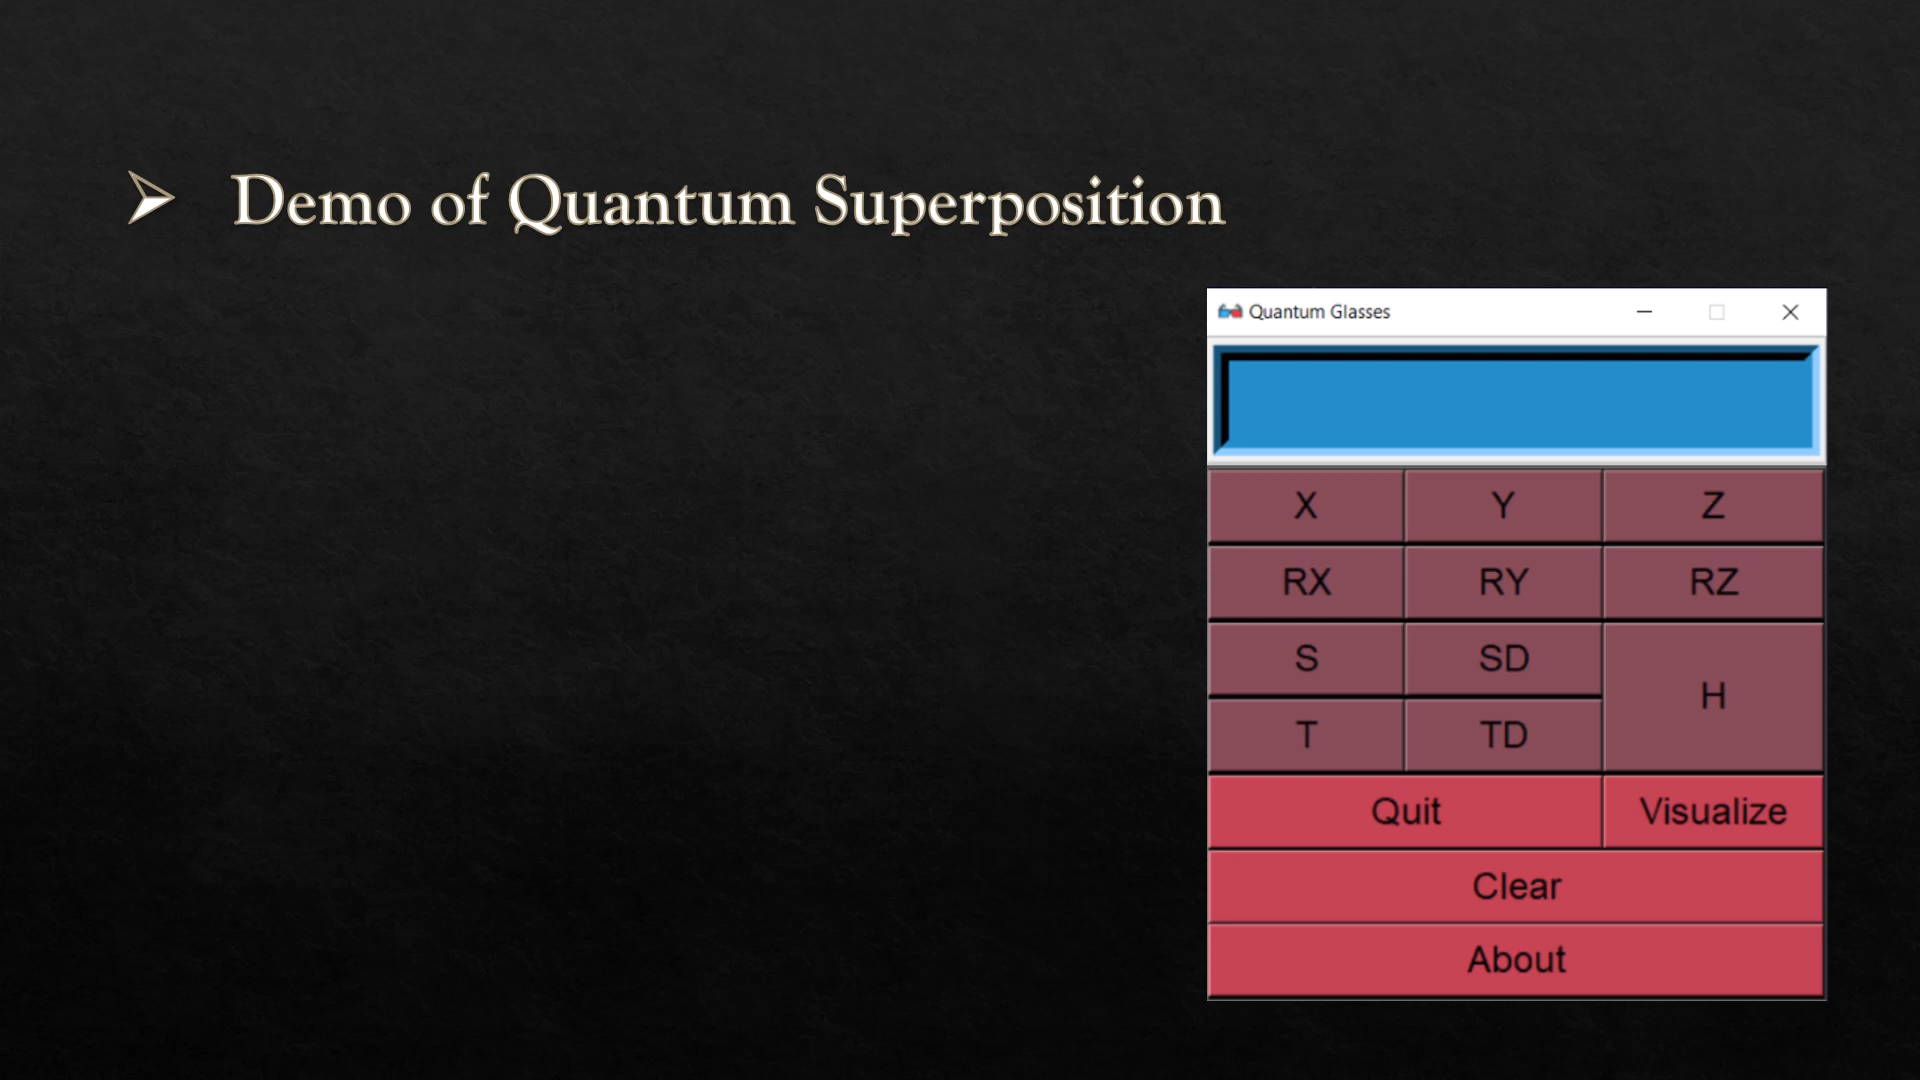 Demo of Quantum Superposition
Quantum Glasses
X Y Z
RX RY RZ
S SD
H
T TD
Quit Visualize
Clear
About